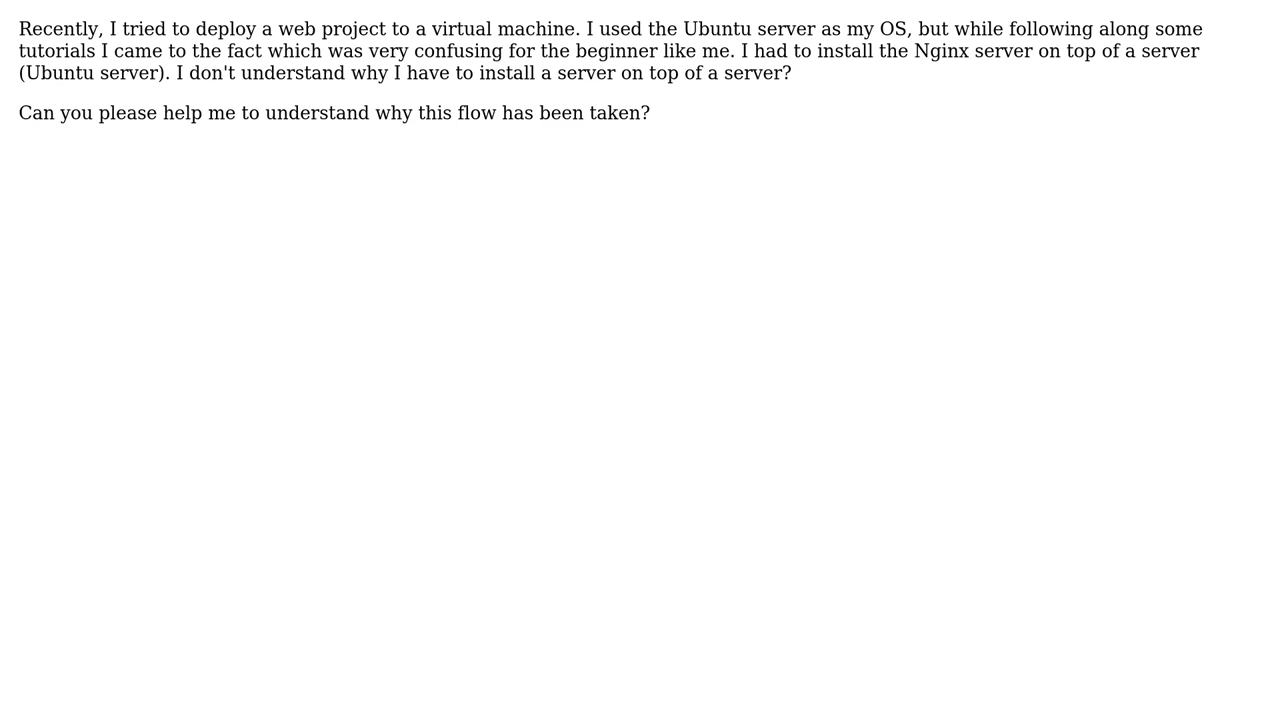 Recently, I tried to deploy a web project to a virtual machine. I used the Ubuntu server as my OS, but while following along some
tutorials I came to the fact which was very confusing for the beginner like me. I had to install the Nginx server on top of a server
(Ubuntu server). I don't understand why I have to install a server on top of a server?
Can you please help me to understand why this flow has been taken?